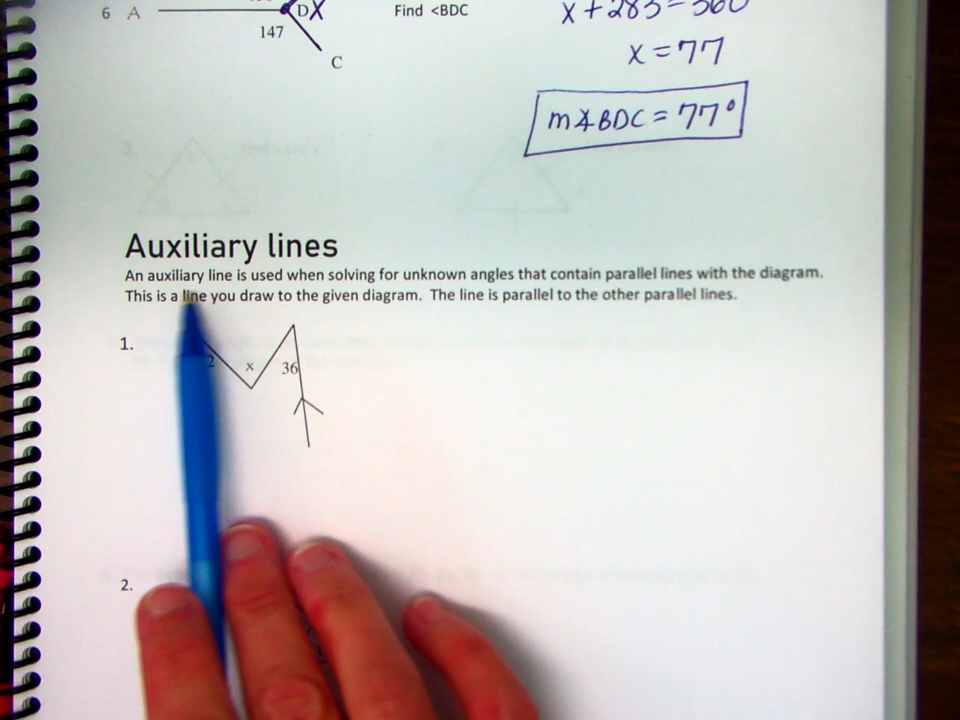 6 A D X Find <BDC x + 283 = 360
147 x = 77
C
m∡BDC = 77°
Auxiliary lines
An auxiliary line is used when solving for unknown angles that contain parallel lines with the diagram.
This is a line you draw to the given diagram. The line is parallel to the other parallel lines.
1.
x 36
2.